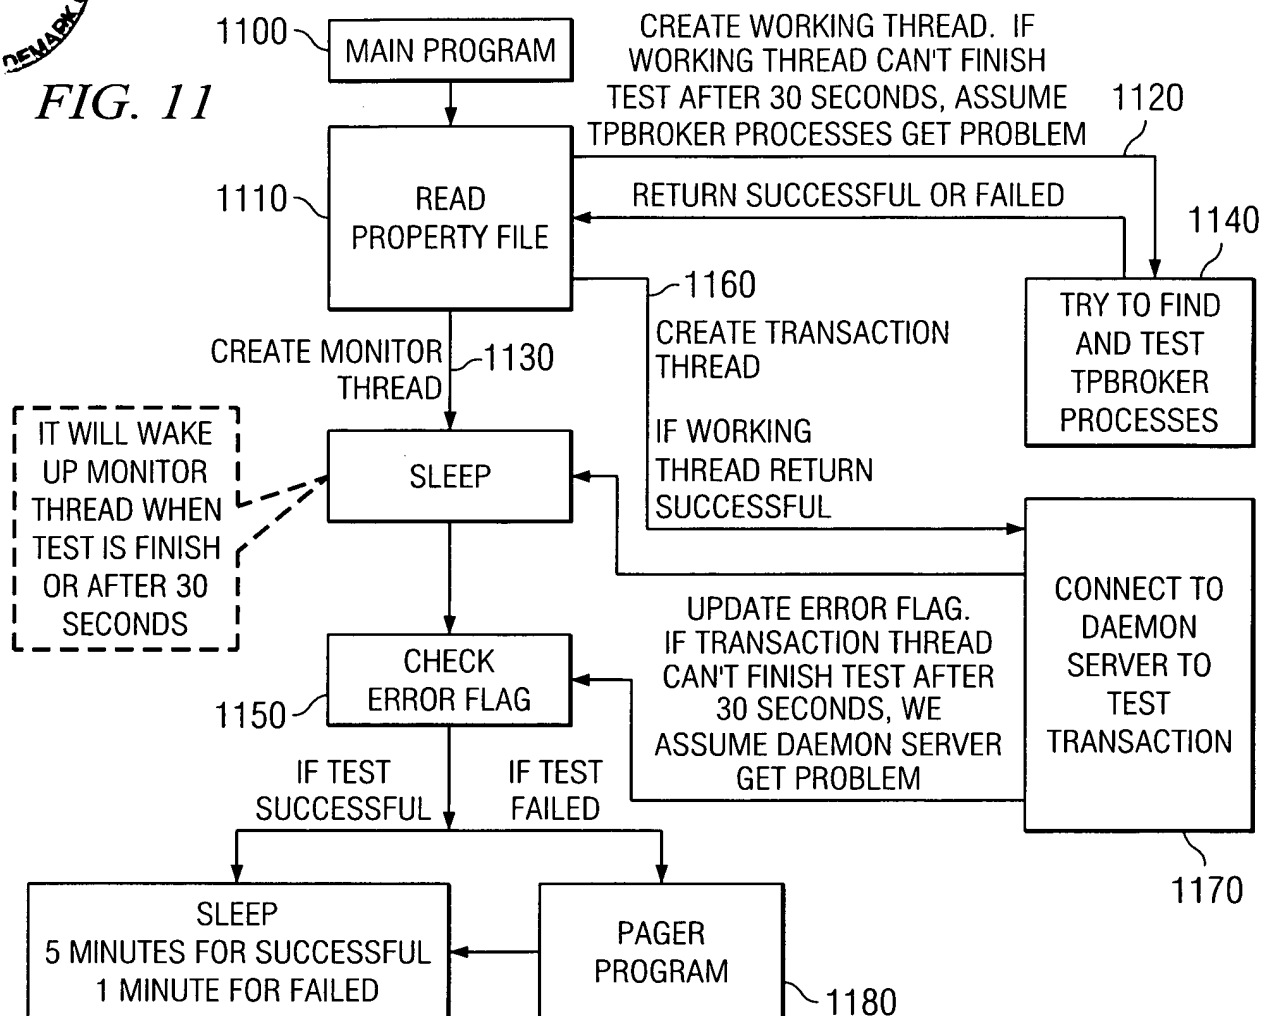 DEMARK
FIG. 11
1100
MAIN PROGRAM
CREATE WORKING THREAD. IF
WORKING THREAD CAN'T FINISH
TEST AFTER 30 SECONDS, ASSUME
TPBROKER PROCESSES GET PROBLEM
1120
1110
READ
PROPERTY FILE
RETURN SUCCESSFUL OR FAILED
1140
TRY TO FIND
AND TEST
TPBROKER
PROCESSES
1160
CREATE TRANSACTION
THREAD
IF WORKING
THREAD RETURN
SUCCESSFUL
CREATE MONITOR
THREAD
1130
IT WILL WAKE
UP MONITOR
THREAD WHEN
TEST IS FINISH
OR AFTER 30
SECONDS
SLEEP
CONNECT TO
DAEMON
SERVER TO
TEST
TRANSACTION
1170
UPDATE ERROR FLAG.
IF TRANSACTION THREAD
CAN'T FINISH TEST AFTER
30 SECONDS, WE
ASSUME DAEMON SERVER
GET PROBLEM
CHECK
ERROR FLAG
1150
IF TEST
SUCCESSFUL
IF TEST
FAILED
SLEEP
5 MINUTES FOR SUCCESSFUL
1 MINUTE FOR FAILED
PAGER
PROGRAM
1180